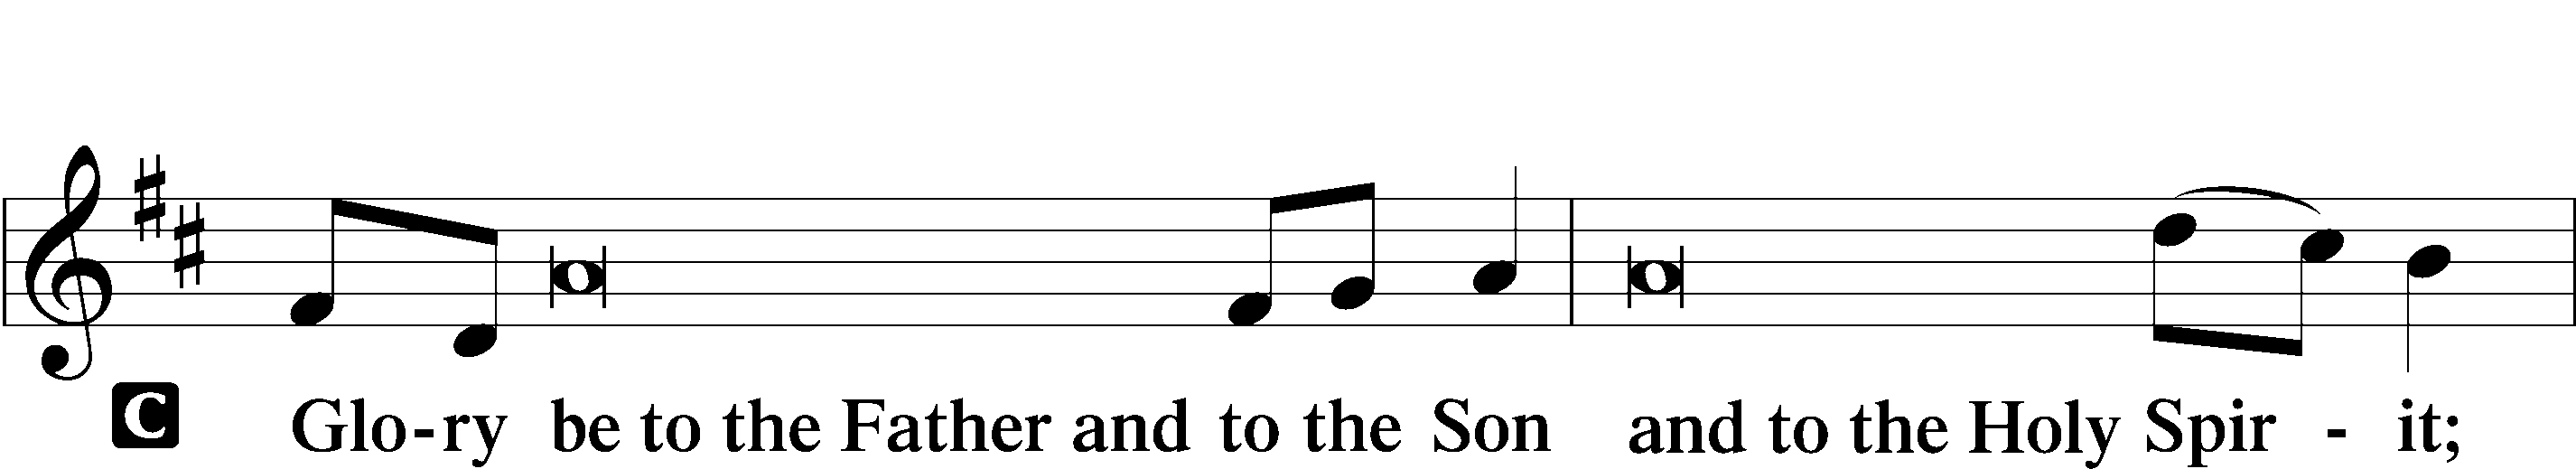 C Glo-ry be to the Father and to the Son and to the Holy Spir - it;